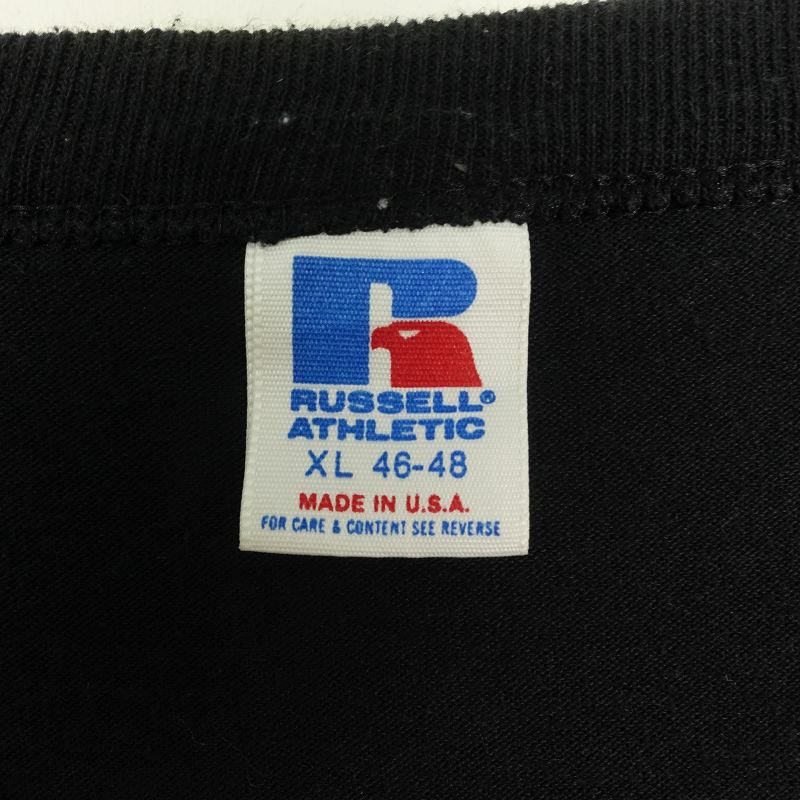 RUSSELL®
ATHLETIC
XL 46-48
MADE IN U.S.A.
FOR CARE & CONTENT SEE REVERSE